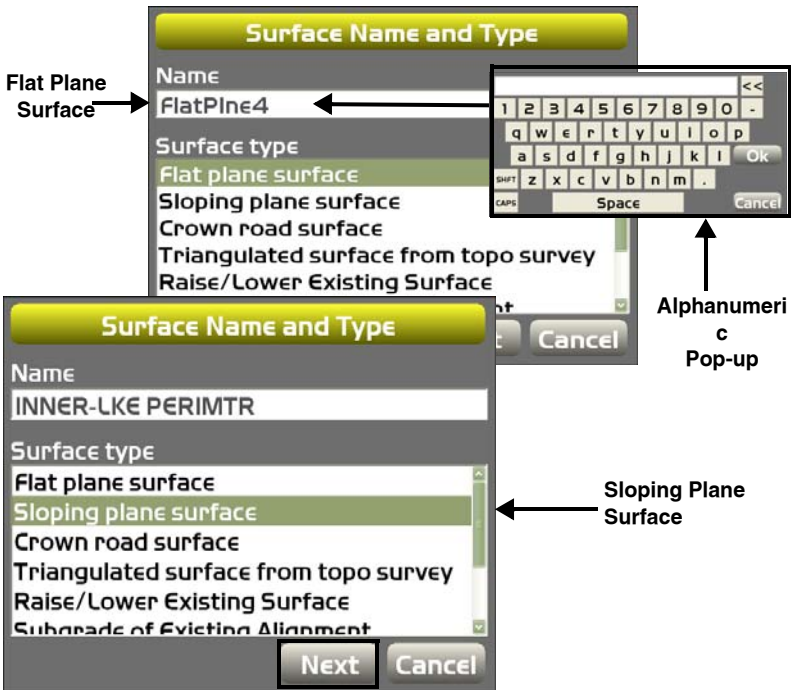 Surface Name and Type
Name
FlatPlne4
Surface type
Flat plane surface
Sloping plane surface
Crown road surface
Triangulated surface from topo survey
Raise/Lower Existing Surface
Cancel
Flat Plane
Surface
<<
1 2 3 4 5 6 7 8 9 0 -
q w e r t y u i o p
a s d f g h j k l Ok
SHIFT z x c v b n m .
CAPS Space Cancel
Alphanumeri
c
Pop-up
Surface Name and Type
Name
INNER-LKE PERIMTR
Surface type
Flat plane surface
Sloping plane surface
Crown road surface
Triangulated surface from topo survey
Raise/Lower Existing Surface
Subgrade of Existing Alignment
Next Cancel
Sloping Plane
Surface